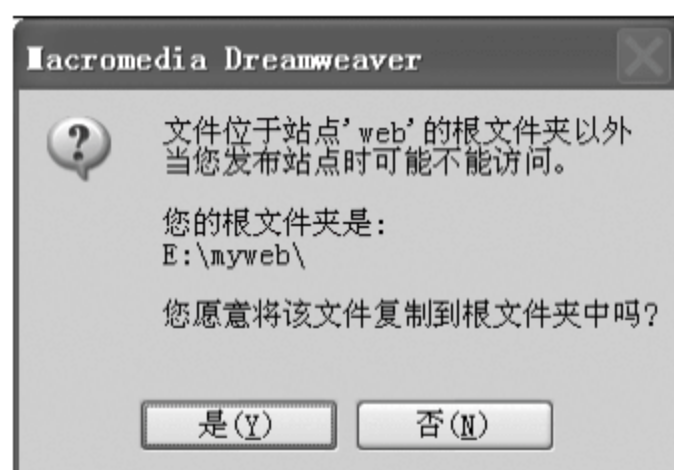 Macromedia Dreamweaver
文件位于站点'web'的根文件夹以外
当您发布站点时可能不能访问。
您的根文件夹是:
E:\myweb\
您愿意将该文件复制到根文件夹中吗?
是(Y) 否(N)